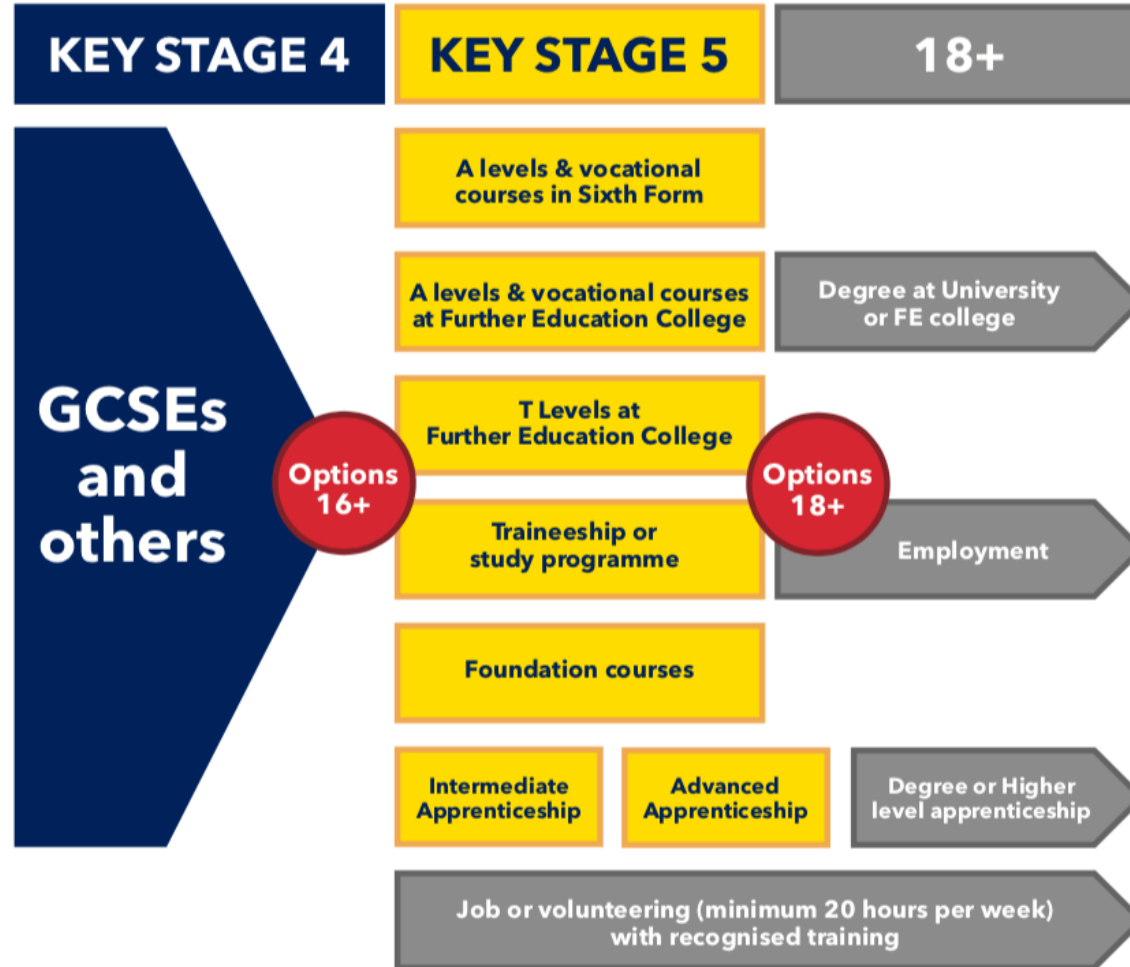 KEY STAGE 4
KEY STAGE 5
18+
GCSEs
and
others
Options
16+
A levels & vocational
courses in Sixth Form
A levels & vocational courses
at Further Education College
T Levels at
Further Education College
Traineeship or
study programme
Foundation courses
Intermediate
Apprenticeship
Advanced
Apprenticeship
Options
18+
Degree at University
or FE college
Employment
Degree or Higher
level apprenticeship
Job or volunteering (minimum 20 hours per week)
with recognised training